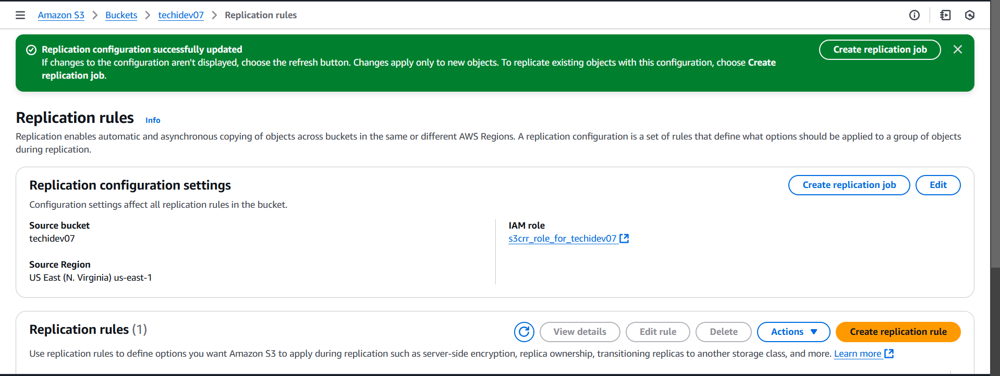 Amazon S3 > Buckets > techidev07 > Replication rules
Replication configuration successfully updated
Create replication job
If changes to the configuration aren't displayed, choose the refresh button. Changes apply only to new objects. To replicate existing objects with this configuration, choose Create
replication job.
Replication rules Info
Replication enables automatic and asynchronous copying of objects across buckets in the same or different AWS Regions. A replication configuration is a set of rules that define what options should be applied to a group of objects
during replication.
Replication configuration settings
Create replication job Edit
Configuration settings affect all replication rules in the bucket.
Source bucket
techidev07
Source Region
US East (N. Virginia) us-east-1
IAM role
s3crr_role_for_techidev07
Replication rules (1)
View details Edit rule Delete Actions Create replication rule
Use replication rules to define options you want Amazon S3 to apply during replication such as server-side encryption, replica ownership, transitioning replicas to another storage class, and more. Learn more